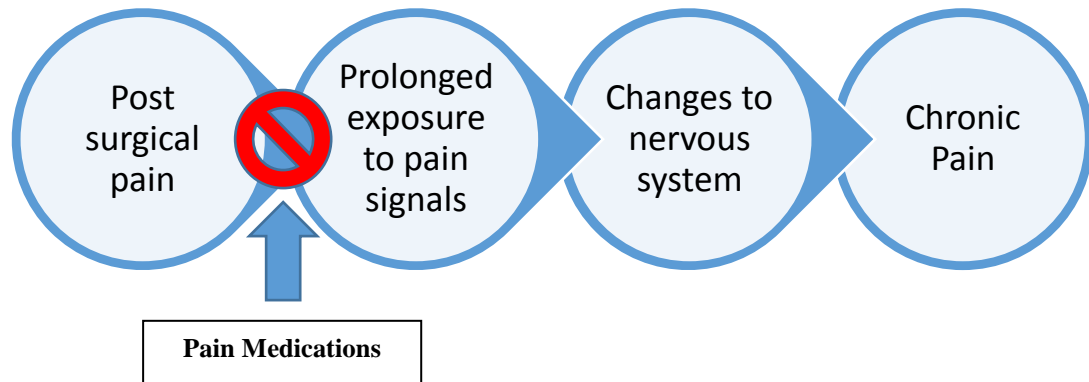 Post
surgical
pain
Prolonged
exposure
to pain
signals
Changes to
nervous
system
Chronic
Pain
Pain Medications